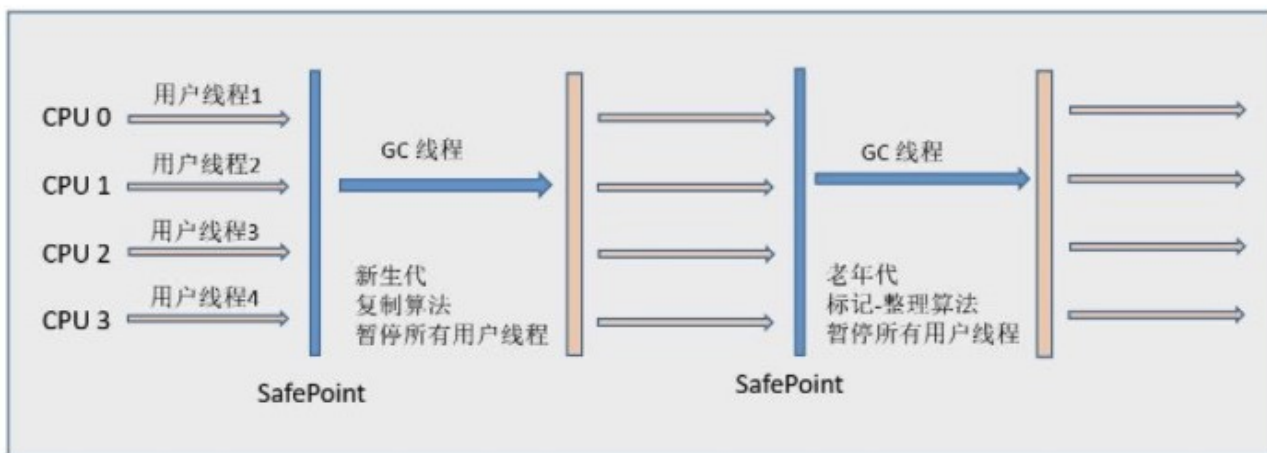 CPU 0
用户线程1
CPU 1
用户线程2
CPU 2
用户线程3
CPU 3
用户线程4
SafePoint
GC 线程
新生代
复制算法
暂停所有用户线程
SafePoint
GC 线程
老年代
标记-整理算法
暂停所有用户线程